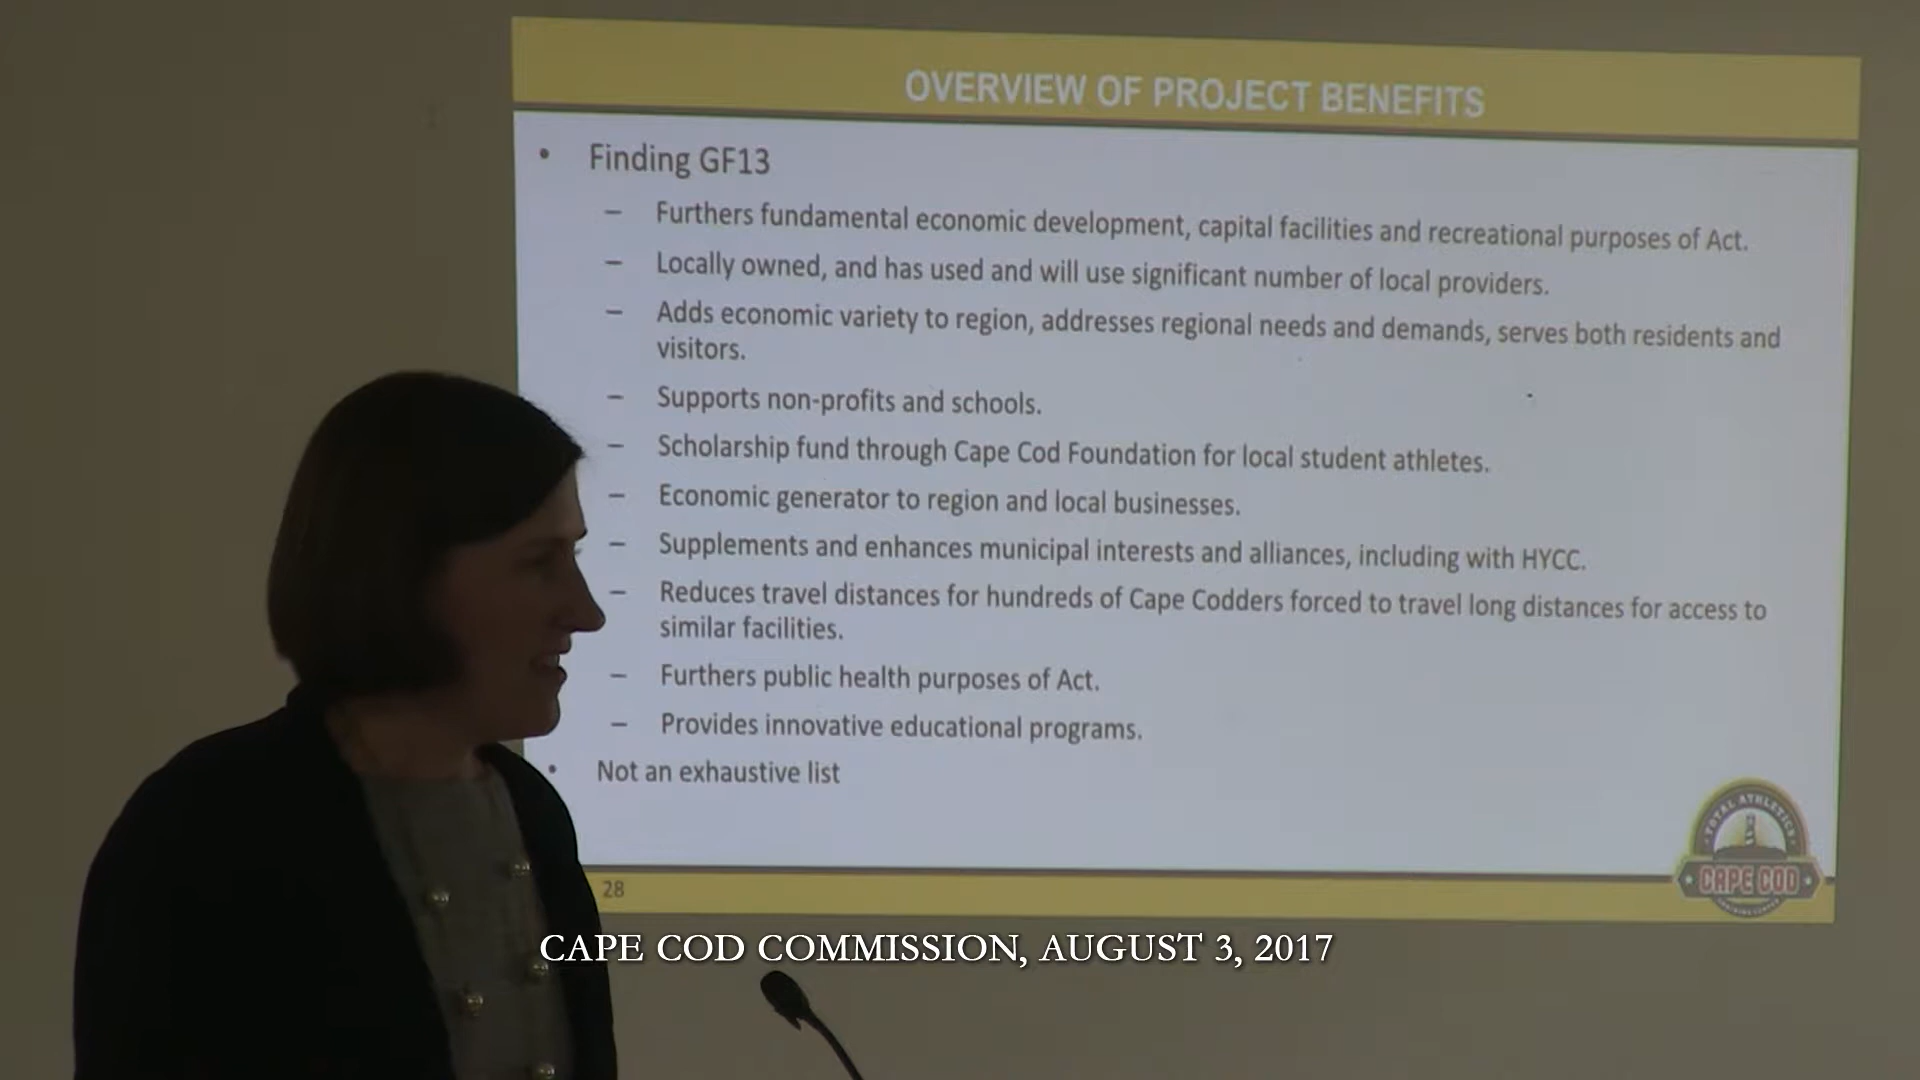 OVERVIEW OF PROJECT BENEFITS
• Finding GF13
– Furthers fundamental economic development, capital facilities and recreational purposes of Act.
– Locally owned, and has used and will use significant number of local providers.
– Adds economic variety to region, addresses regional needs and demands, serves both residents and
visitors.
– Supports non-profits and schools.
– Scholarship fund through Cape Cod Foundation for local student athletes.
– Economic generator to region and local businesses.
– Supplements and enhances municipal interests and alliances, including with HYCC.
– Reduces travel distances for hundreds of Cape Codders forced to travel long distances for access to
similar facilities.
– Furthers public health purposes of Act.
– Provides innovative educational programs.
• Not an exhaustive list
TOTAL ATHLETICS
CAPE COD
28
CAPE COD COMMISSION, AUGUST 3, 2017